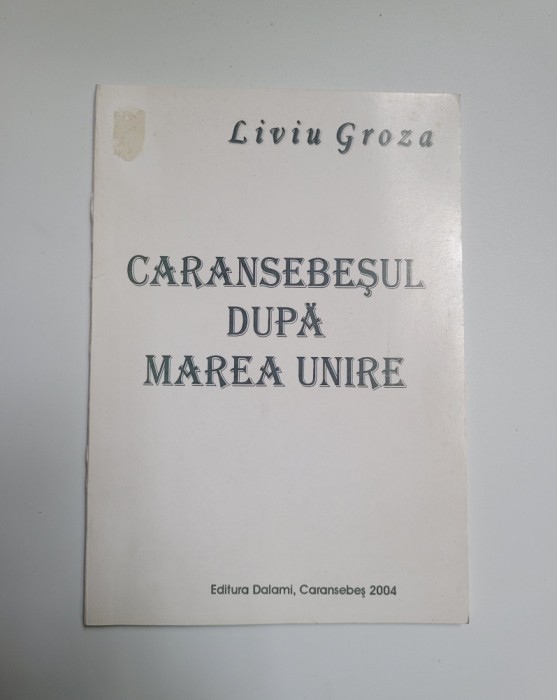 Liviu Groza
CARANSEBEŞUL
DUPĂ
MAREA UNIRE
Editura Dalami, Caransebeş 2004